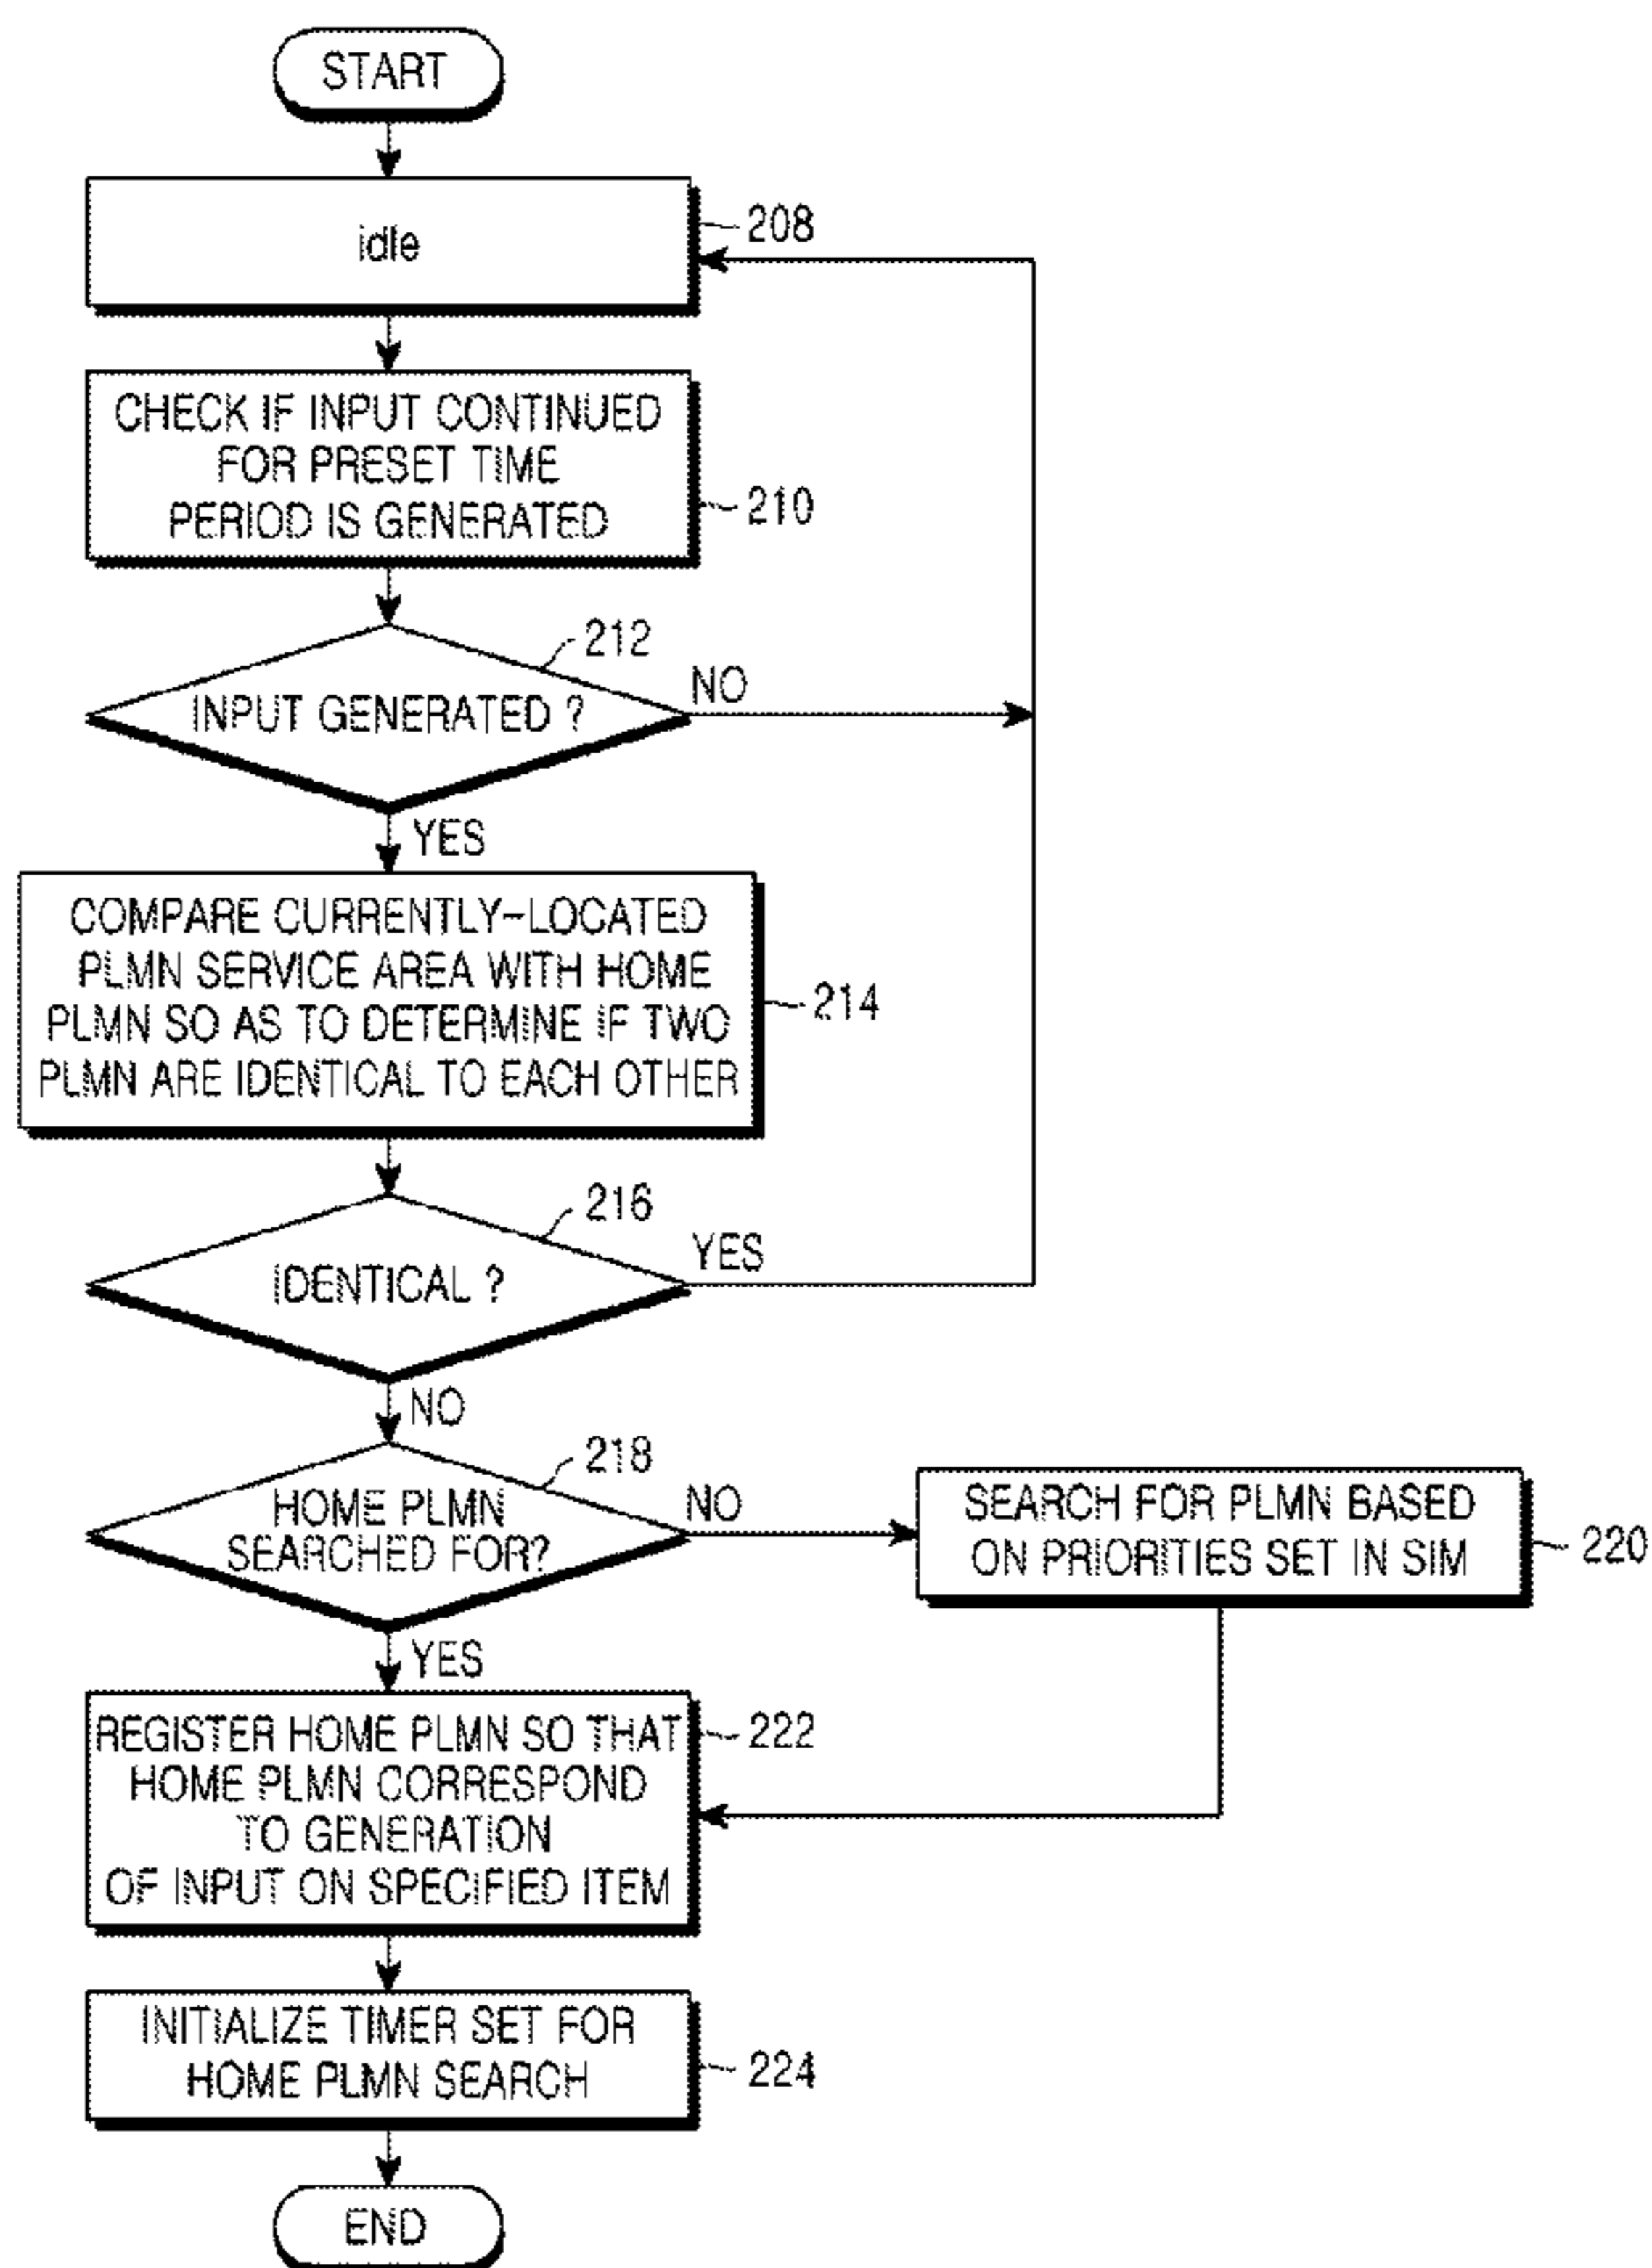 START
idle
208
CHECK IF INPUT CONTINUED
FOR PRESET TIME
PERIOD IS GENERATED
210
212
INPUT GENERATED ?
NO
YES
COMPARE CURRENTLY-LOCATED
PLMN SERVICE AREA WITH HOME
PLMN SO AS TO DETERMINE IF TWO
PLMN ARE IDENTICAL TO EACH OTHER
214
216
IDENTICAL ?
YES
NO
218
HOME PLMN
SEARCHED FOR?
NO
SEARCH FOR PLMN BASED
ON PRIORITIES SET IN SIM
220
YES
REGISTER HOME PLMN SO THAT
HOME PLMN CORRESPOND
TO GENERATION
OF INPUT ON SPECIFIED ITEM
222
INITIALIZE TIMER SET FOR
HOME PLMN SEARCH
224
END